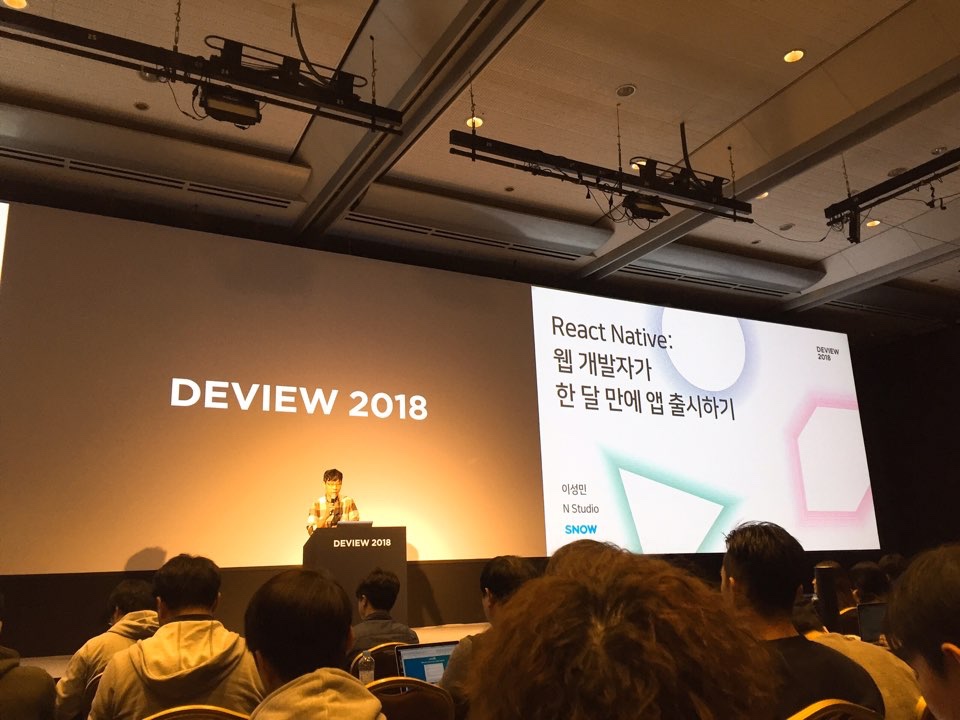 DEVIEW 2018
React Native:
웹 개발자가
한 달 만에 앱 출시하기
DEVIEW
2018
이성민
N Studio
SNOW
DEVIEW 2018